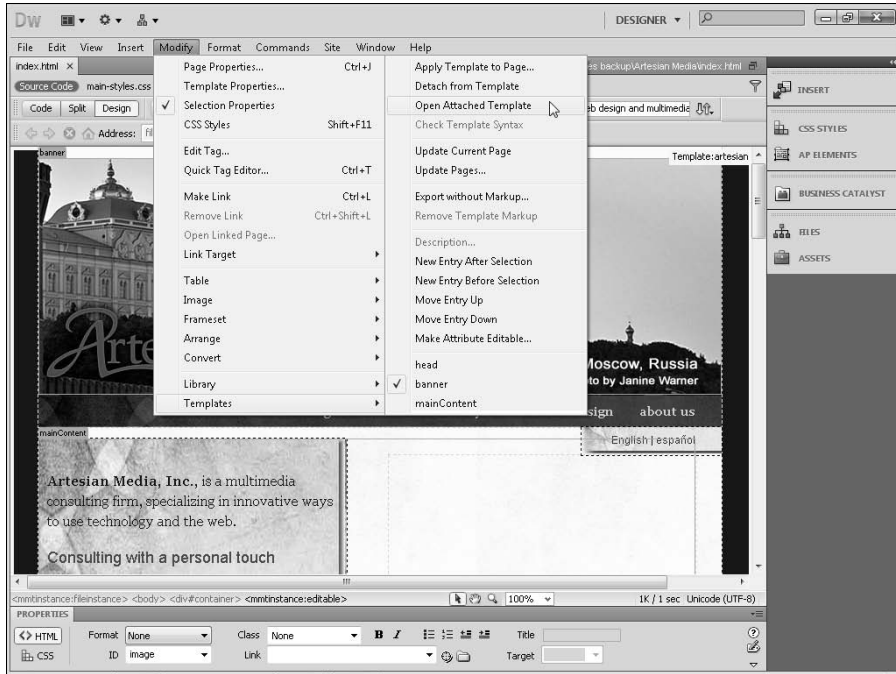 Dw
DESIGNER
File Edit View Insert Modify Format Commands Site Window Help
index.html
es backup\Artesian Media\index.html
Source Code main-styles.css
Code Split Design
eb design and multimedia
Address:
Page Properties... Ctrl+J
Template Properties...
Selection Properties
CSS Styles Shift+F11
Edit Tag...
Quick Tag Editor... Ctrl+T
Make Link Ctrl+L
Remove Link Ctrl+Shift+L
Open Linked Page...
Link Target
Table
Image
Frameset
Arrange
Convert
Library
Templates
Apply Template to Page...
Detach from Template
Open Attached Template
Check Template Syntax
Update Current Page
Update Pages...
Export without Markup...
Remove Template Markup
Description...
New Entry After Selection
New Entry Before Selection
Move Entry Up
Move Entry Down
Make Attribute Editable...
head
banner
mainContent
INSERT
CSS STYLES
AP ELEMENTS
BUSINESS CATALYST
FILES
ASSETS
banner
Template:artesian
Arte
Moscow, Russia
to by Janine Warner
sign about us
mainContent
English | español
Artesian Media, Inc., is a multimedia
consulting firm, specializing in innovative ways
to use technology and the web.
Consulting with a personal touch
<mmtinstance:fileinstance> <body> <div#container> <mmtinstance:editable>
100%
1K / 1 sec Unicode (UTF-8)
PROPERTIES
<> HTML Format None Class None B I Title
CSS ID image Link Target